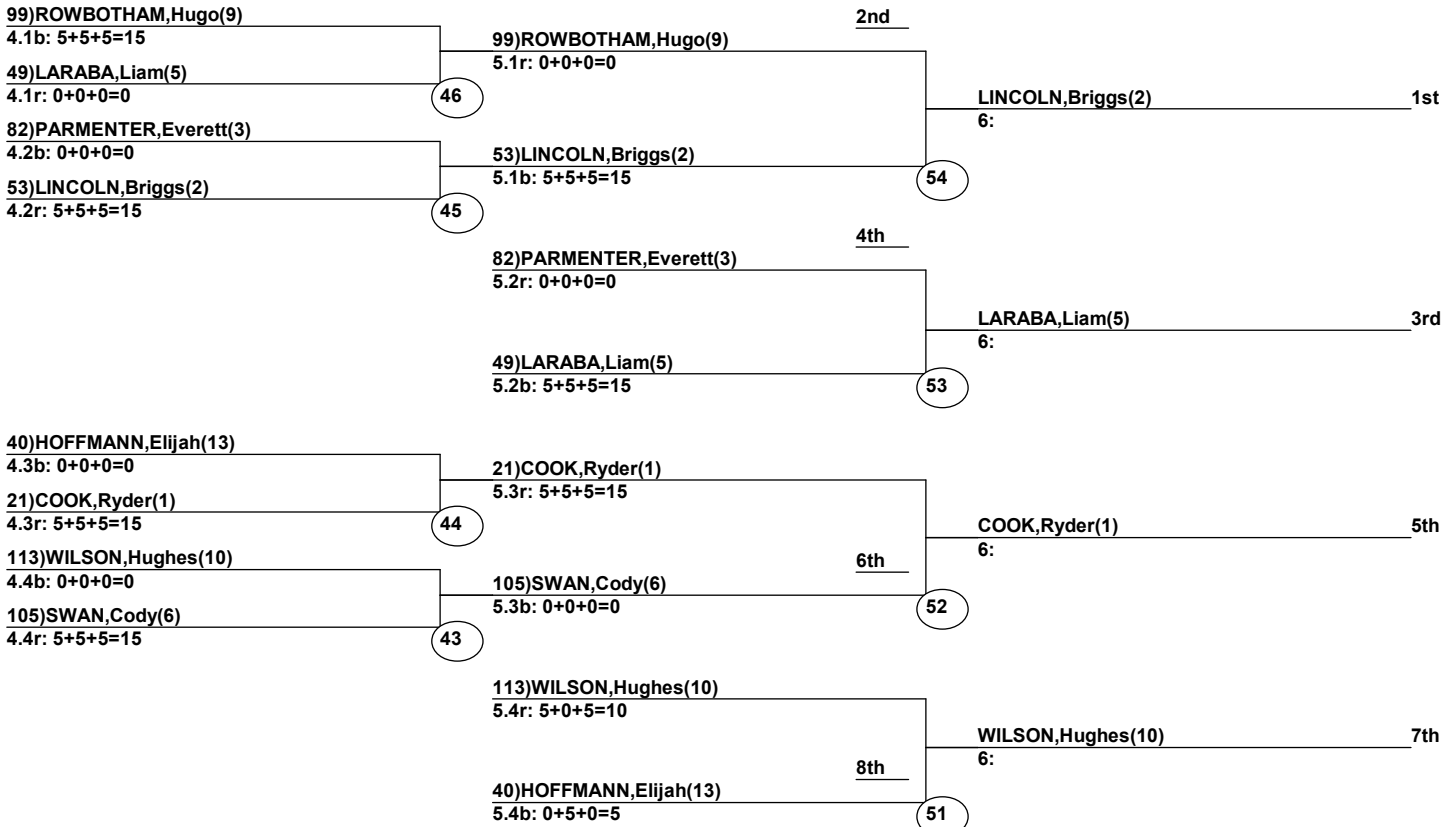 99)ROWBOTHAM,Hugo(9)
4.1b: 5+5+5=15
49)LARABA,Liam(5)
4.1r: 0+0+0=0
46
82)PARMENTER,Everett(3)
4.2b: 0+0+0=0
53)LINCOLN,Briggs(2)
4.2r: 5+5+5=15
45
2nd
99)ROWBOTHAM,Hugo(9)
5.1r: 0+0+0=0
53)LINCOLN,Briggs(2)
5.1b: 5+5+5=15
54
LINCOLN,Briggs(2)
1st
6:
4th
82)PARMENTER,Everett(3)
5.2r: 0+0+0=0
49)LARABA,Liam(5)
5.2b: 5+5+5=15
53
LARABA,Liam(5)
3rd
6:
40)HOFFMANN,Elijah(13)
4.3b: 0+0+0=0
21)COOK,Ryder(1)
4.3r: 5+5+5=15
44
113)WILSON,Hughes(10)
4.4b: 0+0+0=0
105)SWAN,Cody(6)
4.4r: 5+5+5=15
43
21)COOK,Ryder(1)
5.3r: 5+5+5=15
6th
105)SWAN,Cody(6)
5.3b: 0+0+0=0
52
COOK,Ryder(1)
5th
6:
113)WILSON,Hughes(10)
5.4r: 5+0+5=10
8th
40)HOFFMANN,Elijah(13)
5.4b: 0+5+0=5
51
WILSON,Hughes(10)
7th
6: